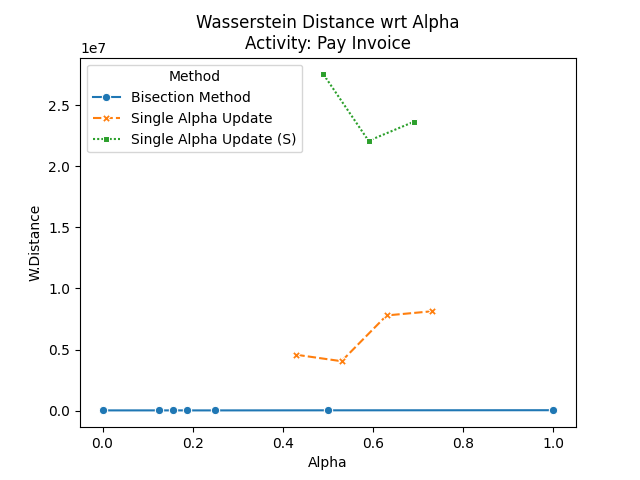 Wasserstein Distance wrt Alpha
Activity: Pay Invoice
1e7
Method
Bisection Method
Single Alpha Update
Single Alpha Update (S)
2.5
2.0
1.5
1.0
0.5
0.0
W.Distance
0.0 0.2 0.4 0.6 0.8 1.0
Alpha